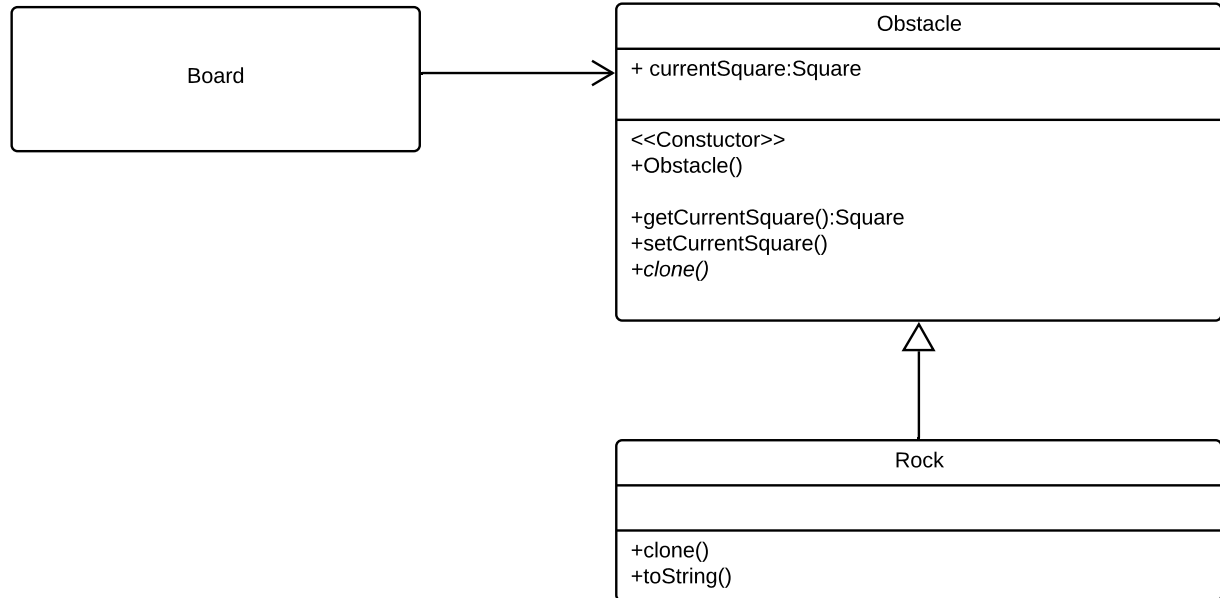 Board
Obstacle
+ currentSquare:Square
<<Constuctor>>
+Obstacle()
+getCurrentSquare():Square
+setCurrentSquare()
+clone()
Rock
+clone()
+toString()